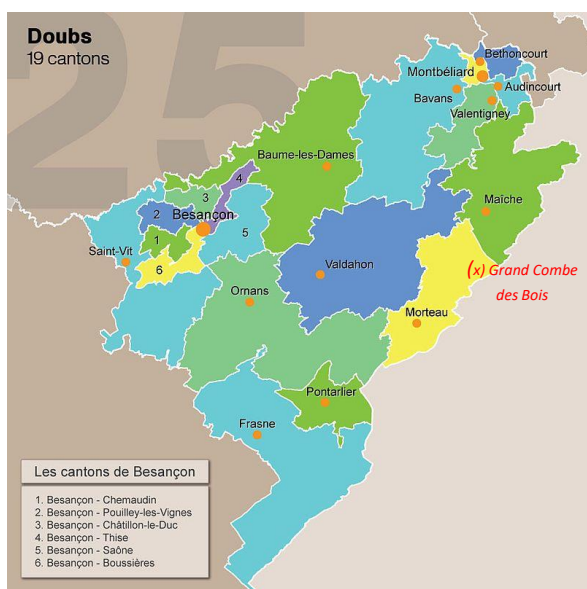 25
Doubs
19 cantons
Bethoncourt
Montbéliard
Audincourt
Bavans
Valentigney
Baume-les-Dames
4
3
Maîche
2
Besançon
5
1
Saint-Vit
6
Valdahon
(x) Grand Combe
des Bois
Ornans
Morteau
Pontarlier
Frasne
Les cantons de Besançon
1. Besançon - Chemaudin
2. Besançon - Pouilley-les-Vignes
3. Besançon - Châtillon-le-Duc
4. Besançon - Thise
5. Besançon - Saône
6. Besançon - Boussières